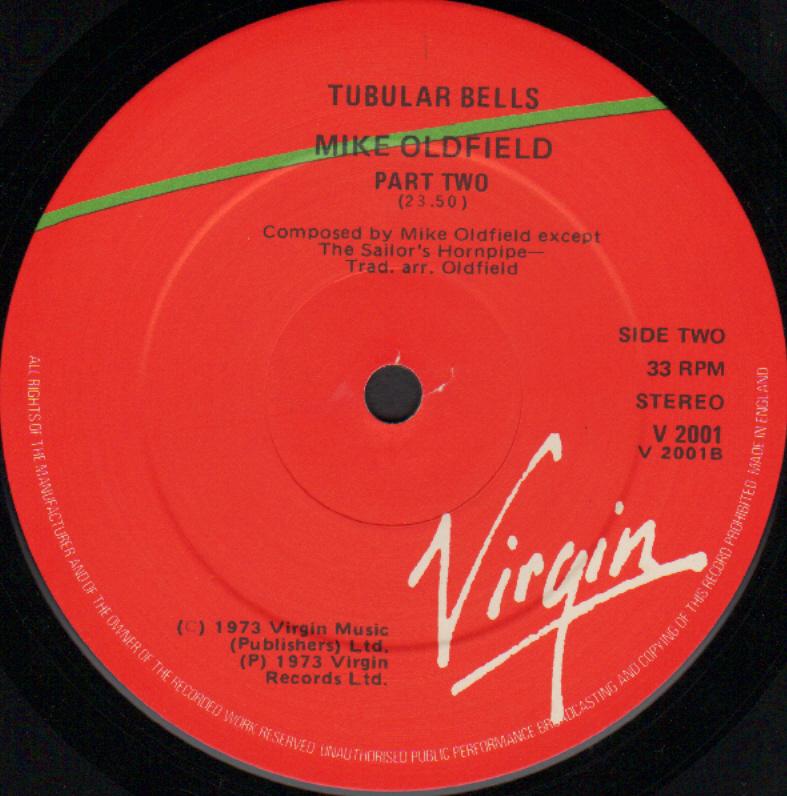 TUBULAR BELLS
MIKE OLDFIELD
PART TWO
(23.50)
Composed by Mike Oldfield except
The Sailor's Hornpipe—
Trad. arr. Oldfield
SIDE TWO
33 RPM
STEREO
V 2001
V 2001B
Virgin
(C) 1973 Virgin Music
(Publishers) Ltd.
(P) 1973 Virgin
Records Ltd.
ALL RIGHTS OF THE MANUFACTURER AND OF THE OWNER OF THE RECORDED WORK RESERVED UNAUTHORISED PUBLIC PERFORMANCE BROADCASTING AND COPYING OF THIS RECORD PROHIBITED MADE IN ENGLAND